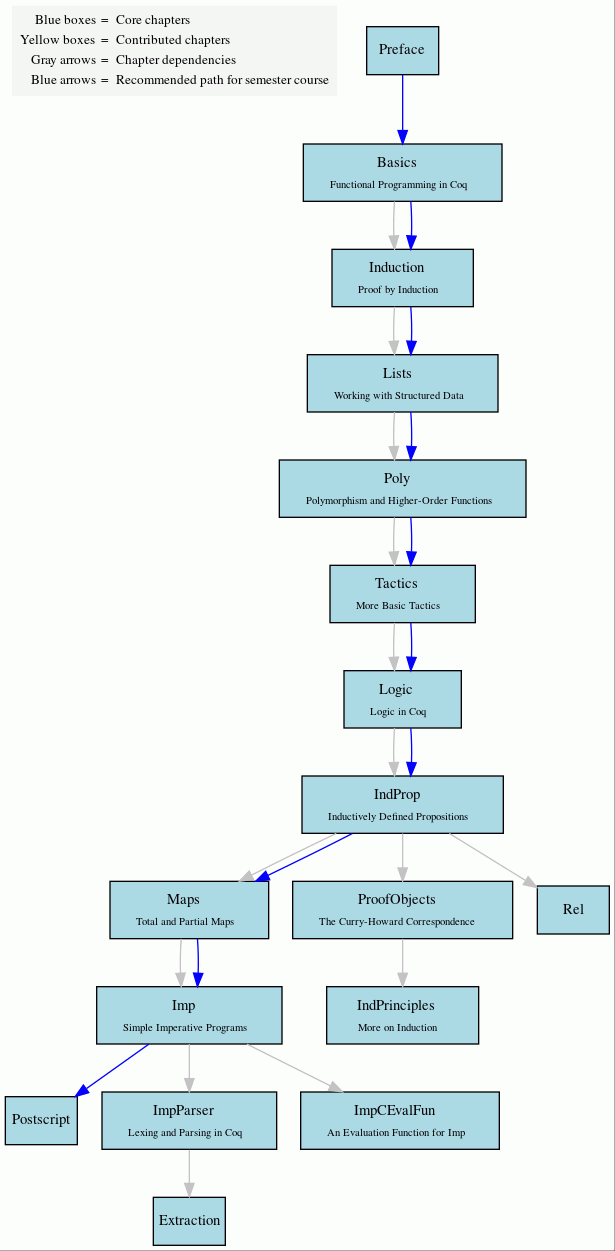 Blue boxes = Core chapters
Yellow boxes = Contributed chapters
Gray arrows = Chapter dependencies
Blue arrows = Recommended path for semester course
Preface
Basics
Functional Programming in Coq
Induction
Proof by Induction
Lists
Working with Structured Data
Poly
Polymorphism and Higher-Order Functions
Tactics
More Basic Tactics
Logic
Logic in Coq
IndProp
Inductively Defined Propositions
Maps
Total and Partial Maps
ProofObjects
The Curry-Howard Correspondence
Rel
Imp
Simple Imperative Programs
IndPrinciples
More on Induction
Postscript
ImpParser
Lexing and Parsing in Coq
ImpCEvalFun
An Evaluation Function for Imp
Extraction